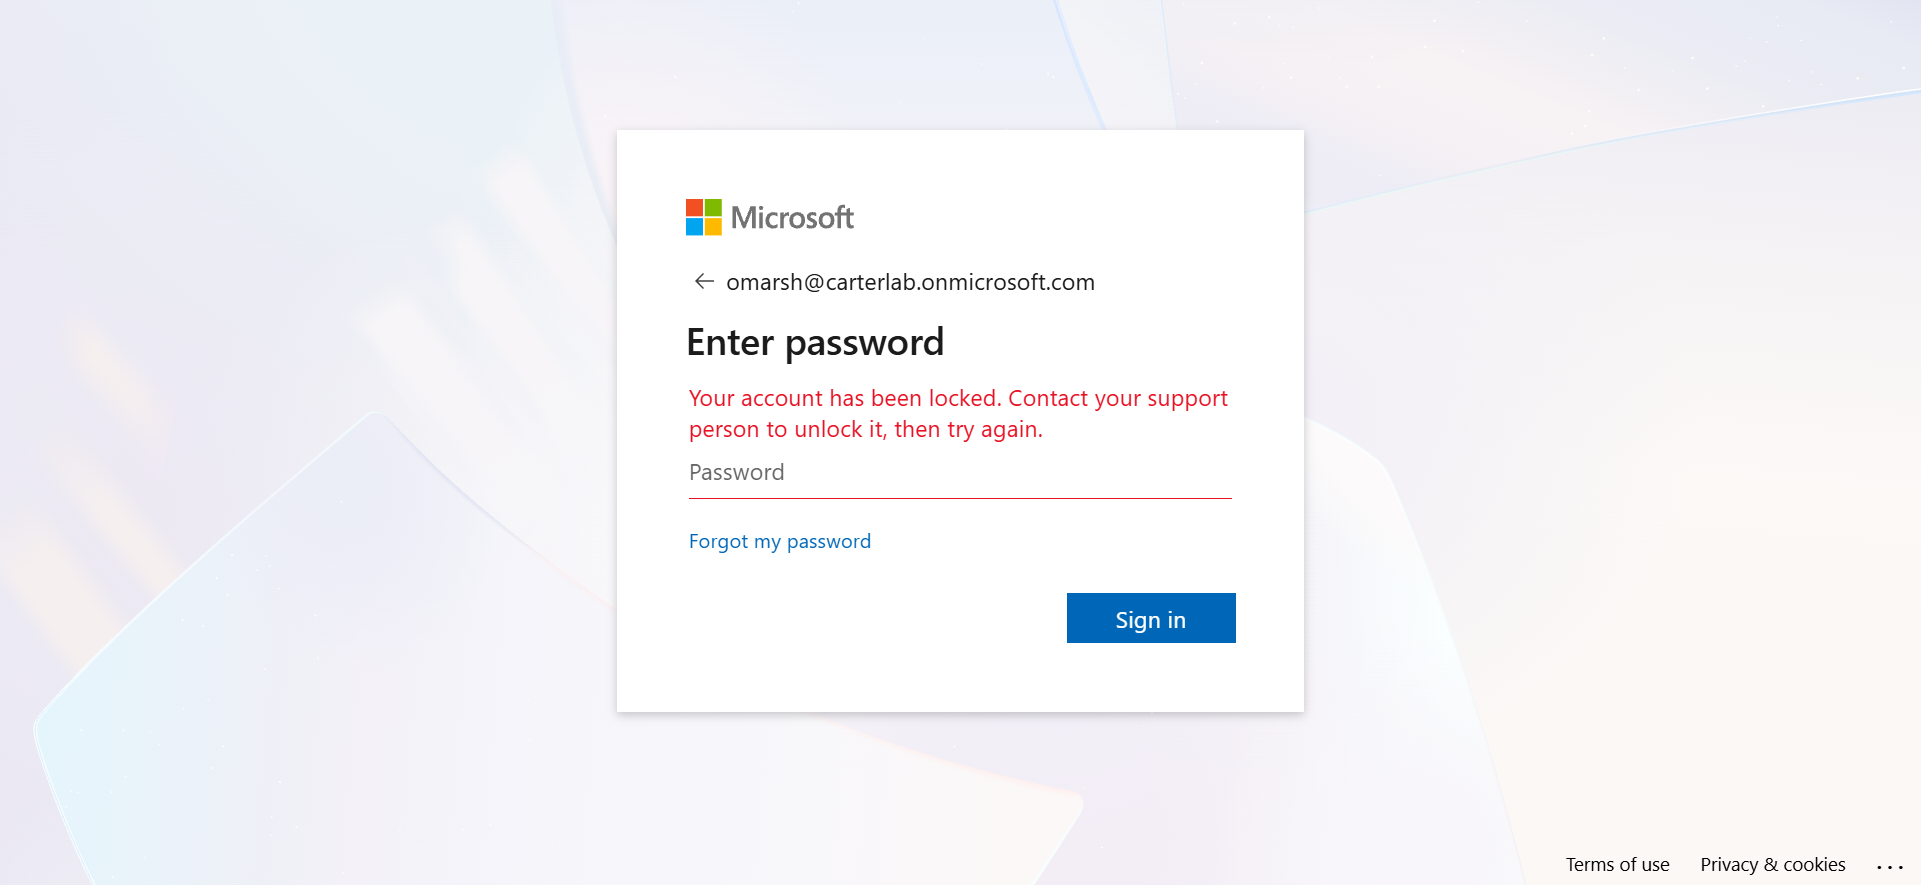 Microsoft
omarsh@carterlab.onmicrosoft.com
Enter password
Your account has been locked. Contact your support
person to unlock it, then try again.
Password
Forgot my password
Sign in
Terms of use Privacy & cookies ...